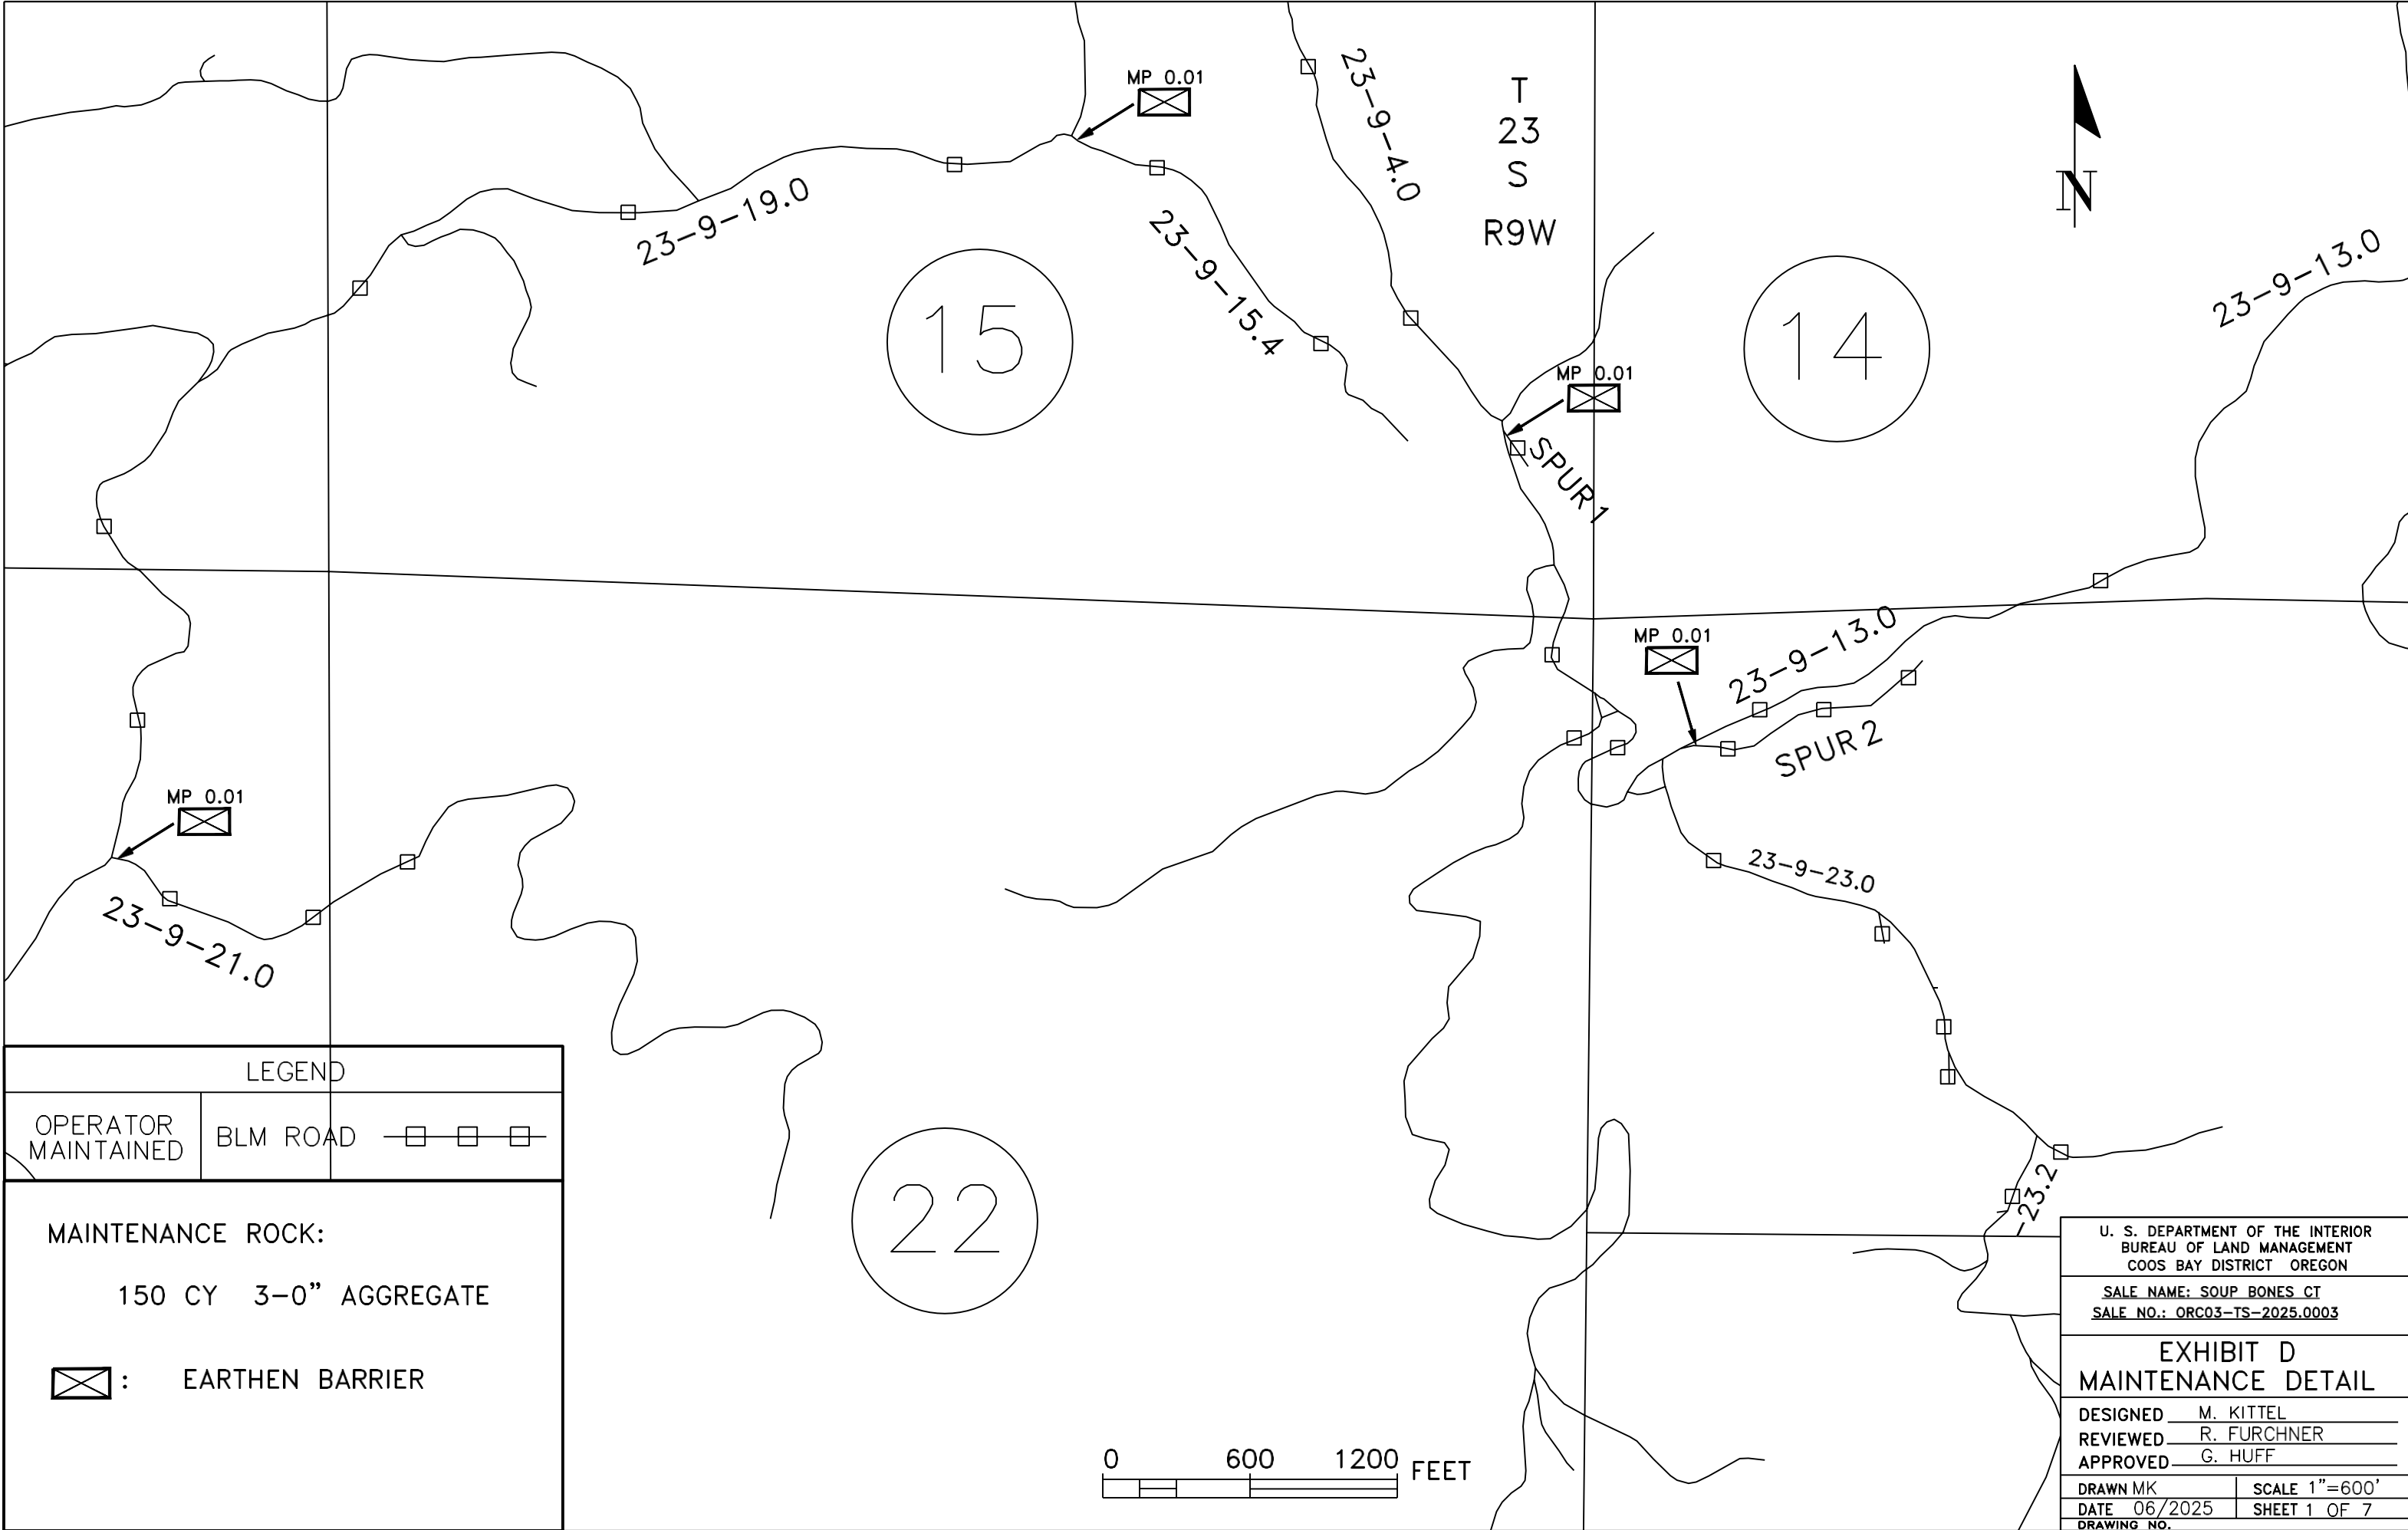 MP 0.01
23-9-4.0
T
23
S
R9W
N
23-9-19.0
23-9-15.4
23-9-13.0
15
14
MP 0.01
SPUR 1
MP 0.01
23-9-13.0
SPUR 2
MP 0.01
23-9-21.0
23-9-23.0
-23.2
22
LEGEND
OPERATOR
MAINTAINED
BLM ROAD
MAINTENANCE ROCK:
150 CY 3-0" AGGREGATE
: EARTHEN BARRIER
0 600 1200 FEET
U. S. DEPARTMENT OF THE INTERIOR
BUREAU OF LAND MANAGEMENT
COOS BAY DISTRICT OREGON
SALE NAME: SOUP BONES CT
SALE NO.: ORC03-TS-2025.0003
EXHIBIT D
MAINTENANCE DETAIL
DESIGNED M. KITTEL
REVIEWED R. FURCHNER
APPROVED G. HUFF
DRAWN MK SCALE 1"=600'
DATE 06/2025 SHEET 1 OF 7
DRAWING NO.